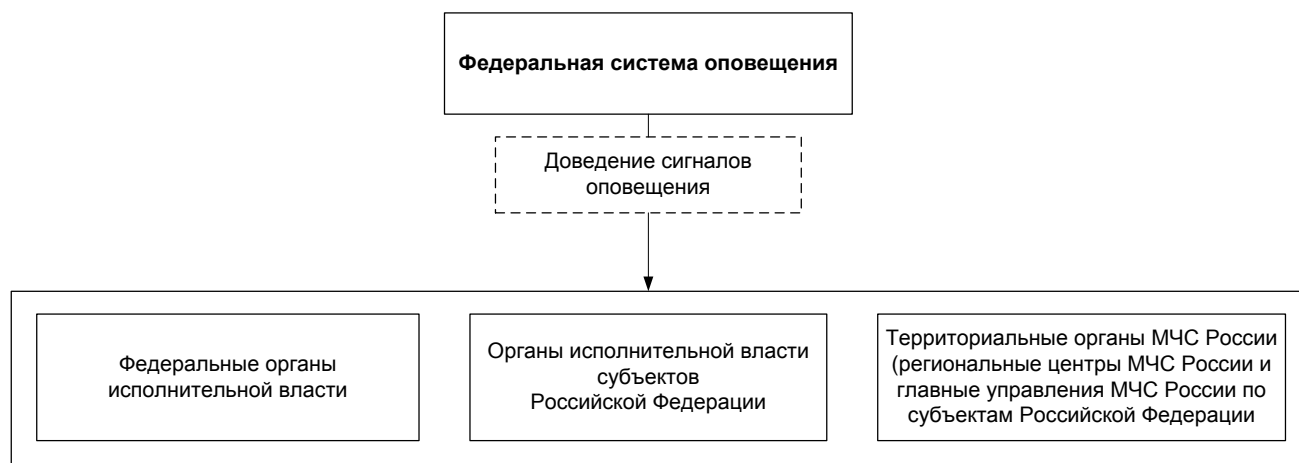 Федеральная система оповещения
Доведение сигналов
оповещения
Федеральные органы
исполнительной власти
Органы исполнительной власти
субъектов
Российской Федерации
Территориальные органы МЧС России
(региональные центры МЧС России и
главные управления МЧС России по
субъектам Российской Федерации